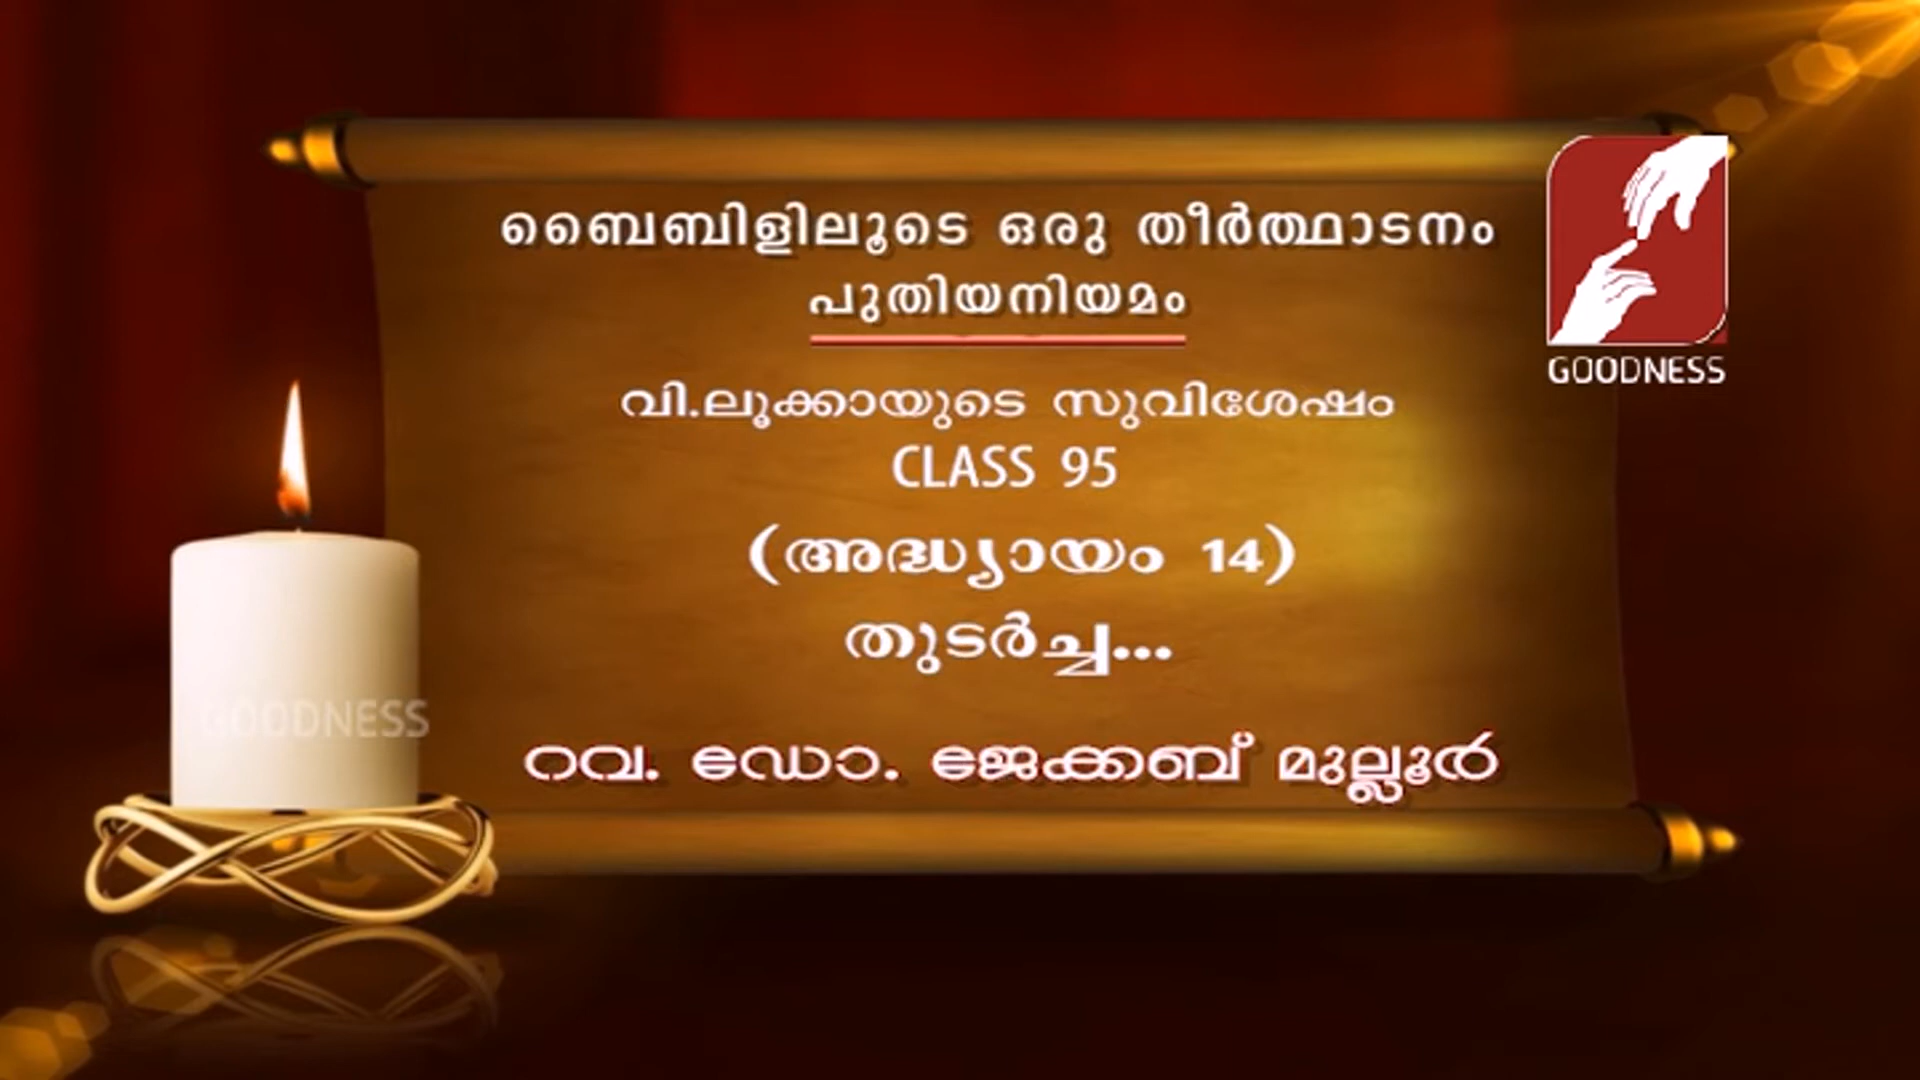 ബൈബിളിലൂടെ ഒരു തീർത്ഥാടനം
പുതിയനിയമം
GOODNESS
വി.ലൂക്കായുടെ സുവിശേഷം
CLASS 95
(അദ്ധ്യായം 14)
തുടർച്ച...
GOODNESS
റവ. ഡോ. ജേക്കബ് മുല്ലൂർ